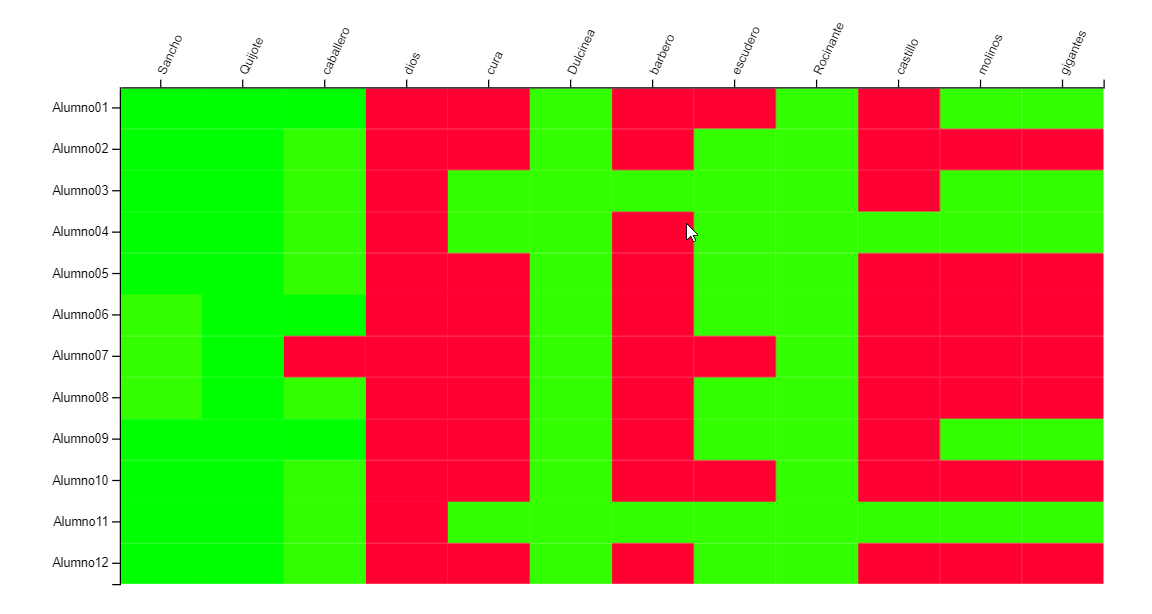 Sancho Quijote caballero dios cura Dulcinea barbero escudero Rocinante castillo molinos gigantes
Alumno01
Alumno02
Alumno03
Alumno04
Alumno05
Alumno06
Alumno07
Alumno08
Alumno09
Alumno10
Alumno11
Alumno12